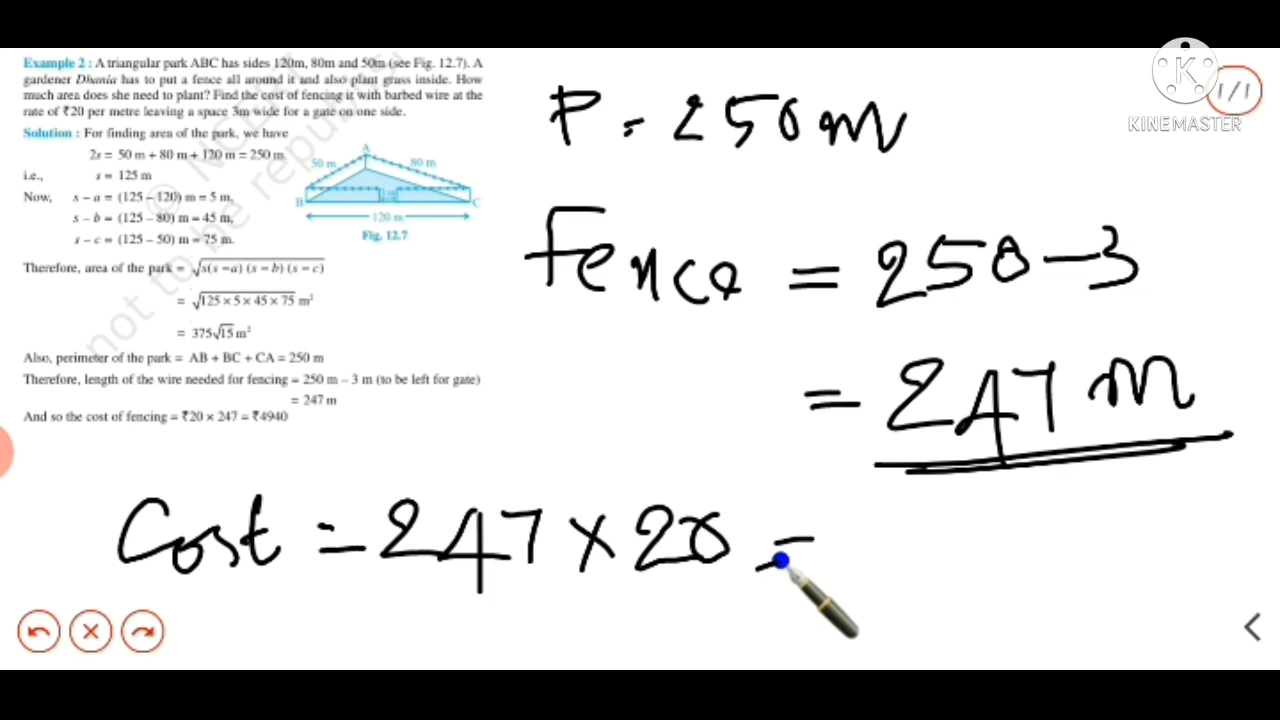 Example 2 : A triangular park ABC has sides 120m, 80m and 50m (see Fig. 12.7). A
gardener Dhania has to put a fence all around it and also plant grass inside. How
much area does she need to plant? Find the cost of fencing it with barbed wire at the
rate of ₹20 per metre leaving a space 3m wide for a gate on one side.
Solution : For finding area of the park, we have
2s = 50 m + 80 m + 120 m = 250 m.
i.e., s = 125 m
Now, s – a = (125 – 120) m = 5 m,
s – b = (125 – 80) m = 45 m,
s – c = (125 – 50) m = 75 m.
A
50 m
80 m
B
C
120 m
Fig. 12.7
Therefore, area of the park = √s(s – a) (s – b) (s – c)
= √125 × 5 × 45 × 75 m²
= 375√15 m²
Also, perimeter of the park = AB + BC + CA = 250 m
Therefore, length of the wire needed for fencing = 250 m – 3 m (to be left for gate)
= 247 m
And so the cost of fencing = ₹20 × 247 = ₹4940
not to be republ
P = 250 m
Fence = 250 - 3
= 247 m
Cost = 247 × 20 =
K
1/1
KINEMASTER